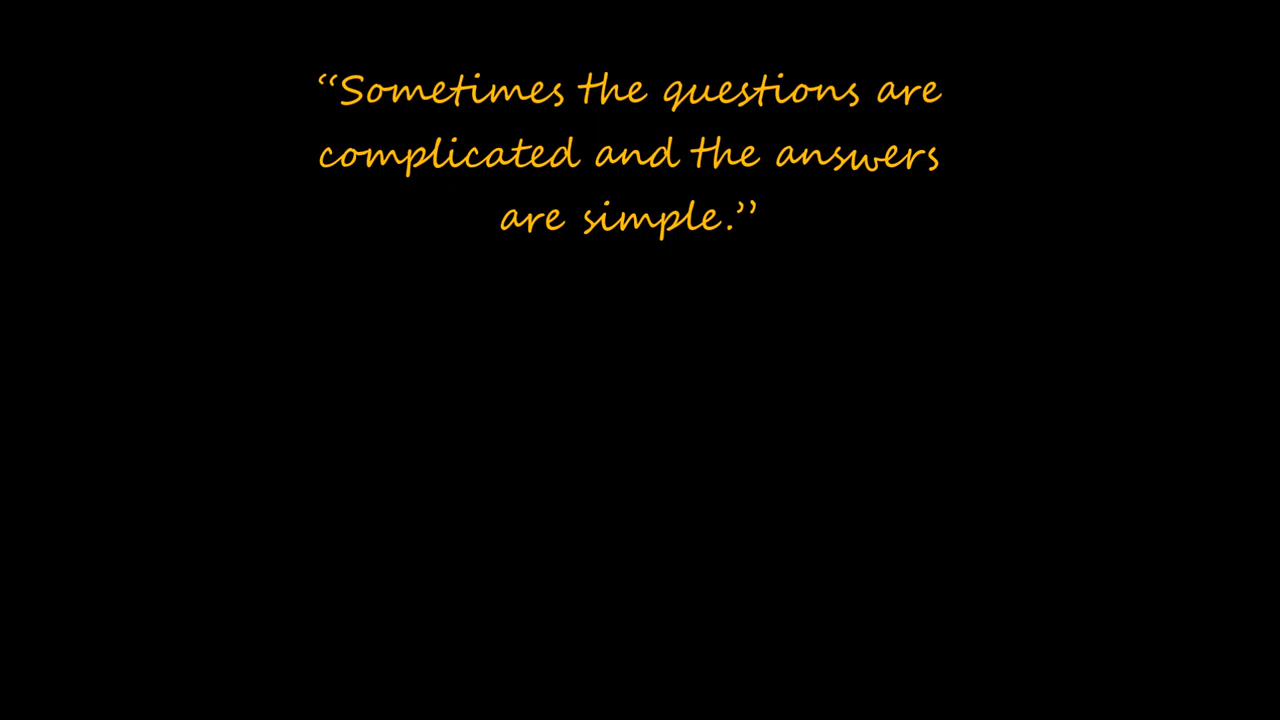 “Sometimes the questions are
complicated and the answers
are simple.”